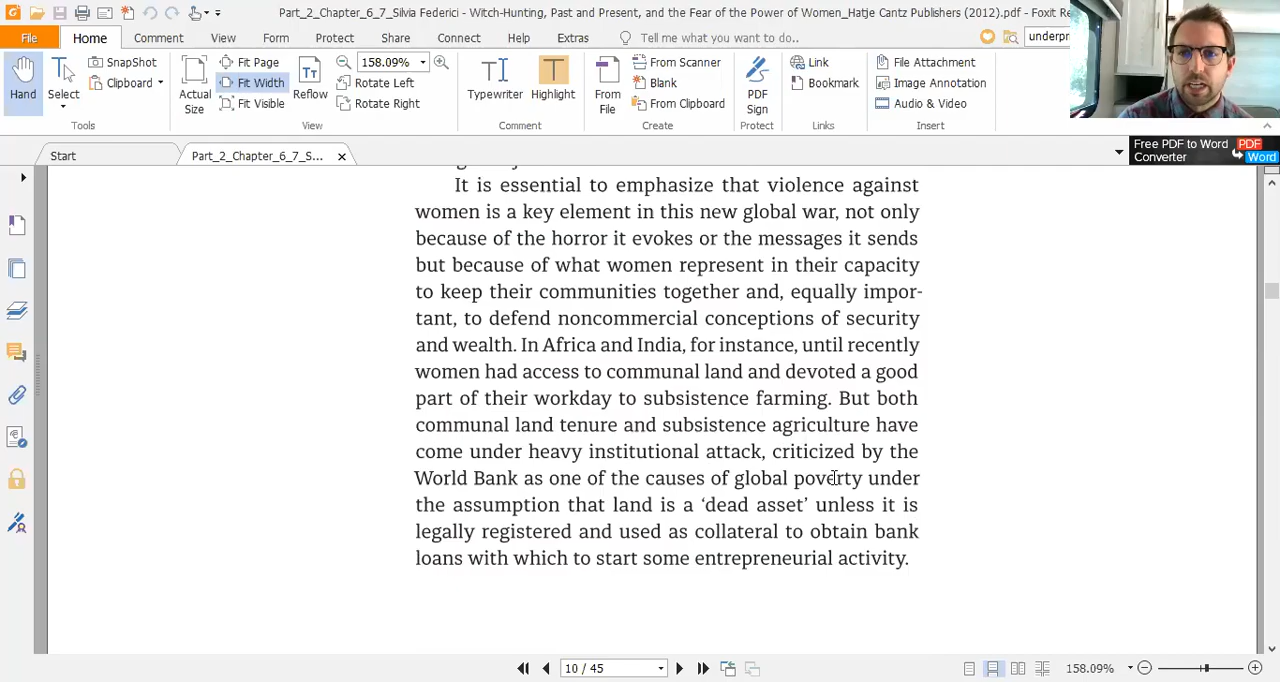 Part_2_Chapter_6_7_Silvia Federici - Witch-Hunting, Past and Present, and the Fear of the Power of Women_Hatje Cantz Publishers (2012).pdf - Foxit R
File
Home
Comment
View
Form
Protect
Share
Connect
Help
Extras
Tell me what you want to do..
underpr
Hand
Select
SnapShot
Clipboard
Tools
Actual Size
Fit Page
Fit Width
Fit Visible
Reflow
158.09%
Rotate Left
Rotate Right
View
Typewriter
Highlight
Comment
From File
From Scanner
Blank
From Clipboard
Create
PDF Sign
Protect
Link
Bookmark
Links
File Attachment
Image Annotation
Audio & Video
Insert
Start
Part_2_Chapter_6_7_S...
Free PDF to Word
Converter
PDF
Word
It is essential to emphasize that violence against
women is a key element in this new global war, not only
because of the horror it evokes or the messages it sends
but because of what women represent in their capacity
to keep their communities together and, equally impor-
tant, to defend noncommercial conceptions of security
and wealth. In Africa and India, for instance, until recently
women had access to communal land and devoted a good
part of their workday to subsistence farming. But both
communal land tenure and subsistence agriculture have
come under heavy institutional attack, criticized by the
World Bank as one of the causes of global poverty under
the assumption that land is a ‘dead asset’ unless it is
legally registered and used as collateral to obtain bank
loans with which to start some entrepreneurial activity.
10 / 45
158.09%